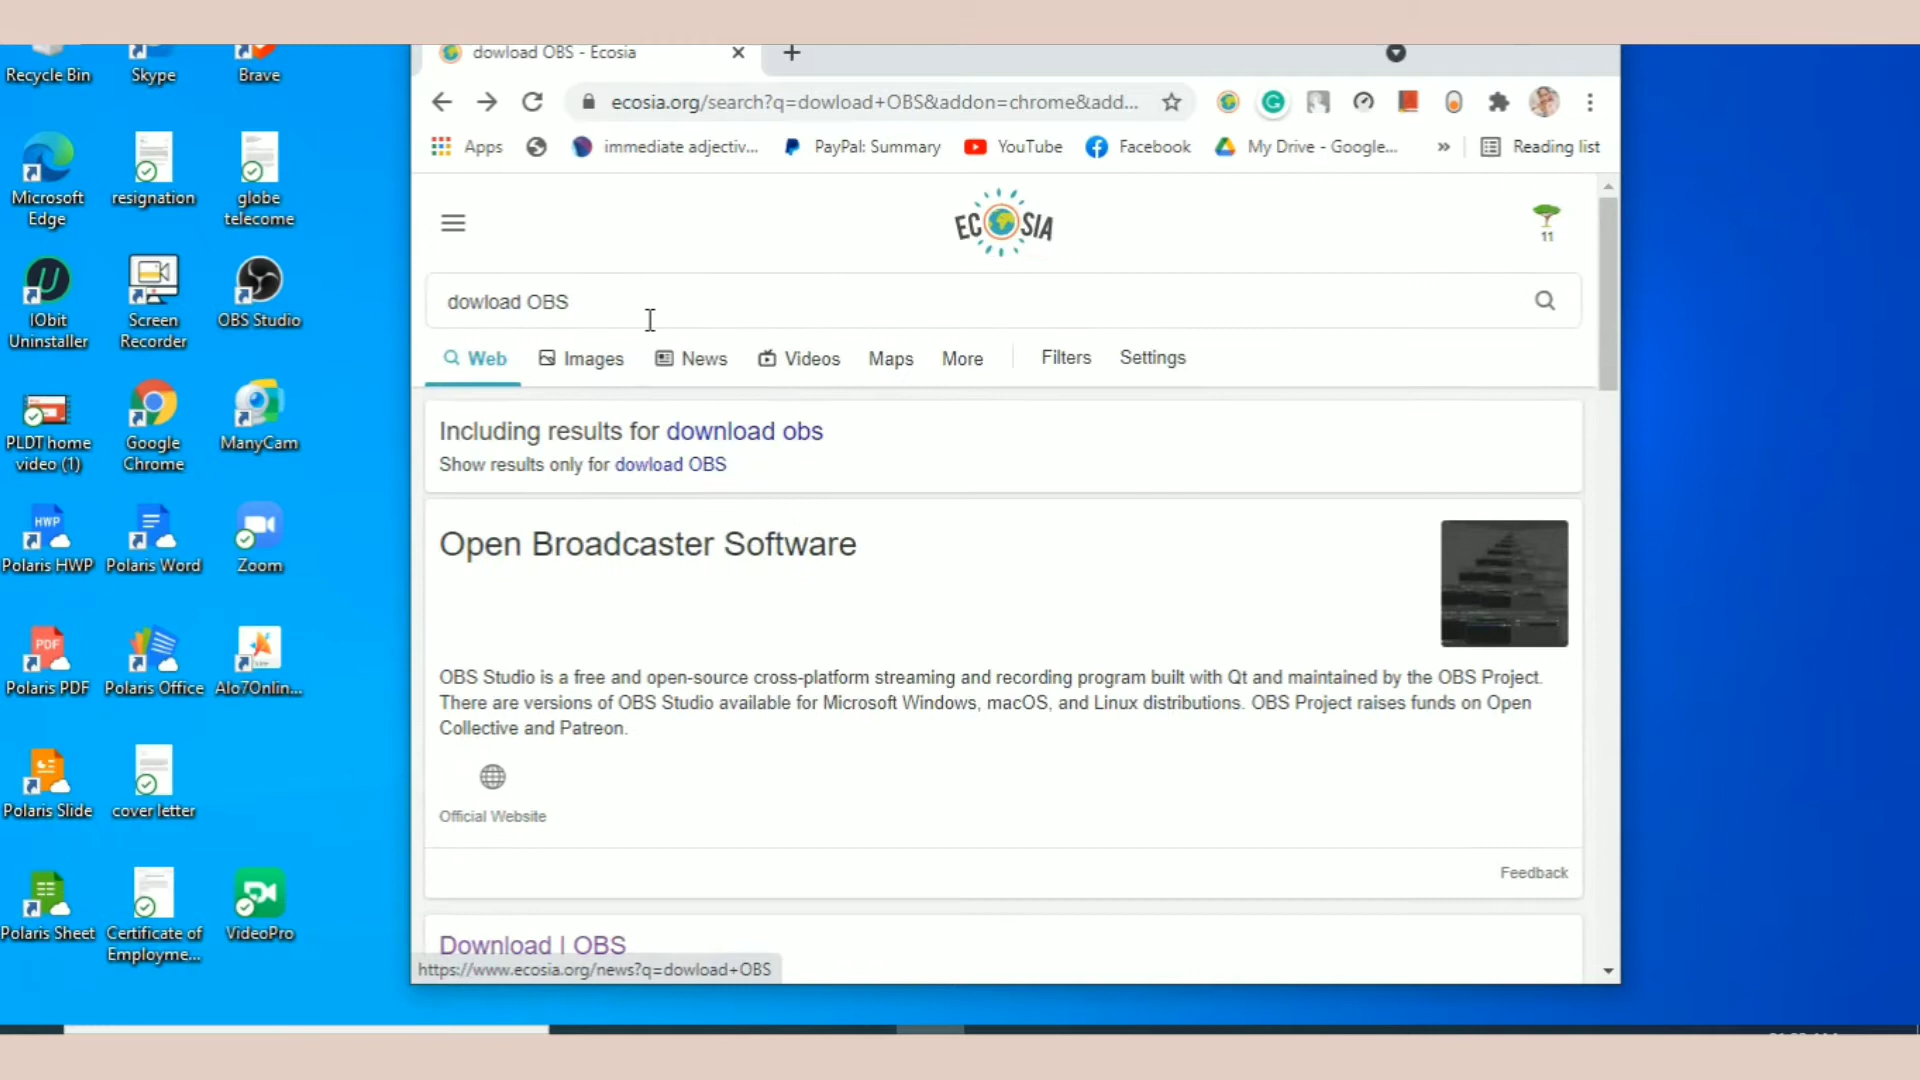 Recycle Bin
Skype
Brave
Microsoft
Edge
resignation
globe
telecome
IObit
Uninstaller
Screen
Recorder
OBS Studio
PLDT home
video (1)
Google
Chrome
ManyCam
HWP
Polaris HWP
Polaris Word
Zoom
PDF
Polaris PDF
Polaris Office
Alo7Onlin...
Polaris Slide
cover letter
Polaris Sheet
Certificate of
Employme...
VideoPro
dowload OBS - Ecosia
ecosia.org/search?q=dowload+OBS&addon=chrome&add...
Apps
immediate adjectiv...
PayPal: Summary
YouTube
Facebook
My Drive - Google...
»
Reading list
ECOSIA
11
dowload OBS
Web
Images
News
Videos
Maps
More
Filters
Settings
Including results for download obs
Show results only for dowload OBS
Open Broadcaster Software
OBS Studio is a free and open-source cross-platform streaming and recording program built with Qt and maintained by the OBS Project.
There are versions of OBS Studio available for Microsoft Windows, macOS, and Linux distributions. OBS Project raises funds on Open
Collective and Patreon.
Official Website
Feedback
Download | OBS
https://www.ecosia.org/news?q=dowload+OBS